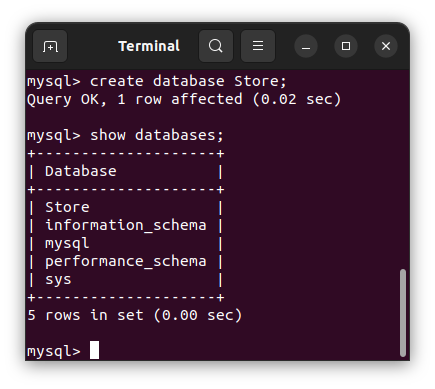 Terminal
mysql> create database Store;
Query OK, 1 row affected (0.02 sec)
mysql> show databases;
+--------------------+
| Database           |
+--------------------+
| Store              |
| information_schema |
| mysql              |
| performance_schema |
| sys                |
+--------------------+
5 rows in set (0.00 sec)
mysql>